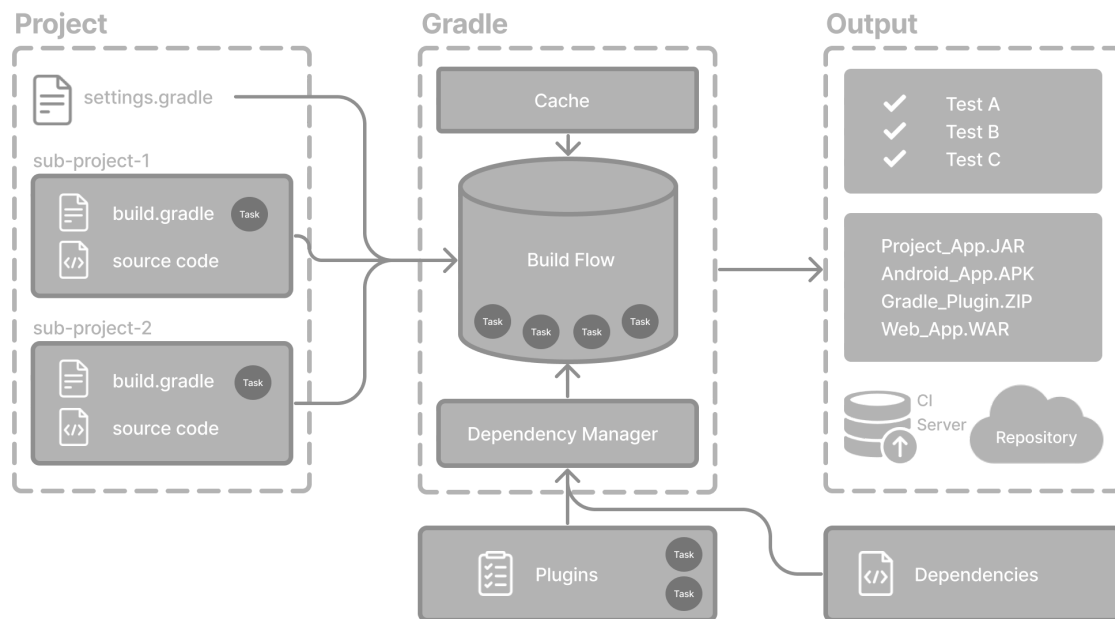 Project
settings.gradle
sub-project-1
build.gradle
Task
source code
sub-project-2
build.gradle
Task
source code
Gradle
Cache
Build Flow
Task
Task
Task
Task
Dependency Manager
Plugins
Task
Task
Output
Test A
Test B
Test C
Project_App.JAR
Android_App.APK
Gradle_Plugin.ZIP
Web_App.WAR
CI
Server
Repository
Dependencies